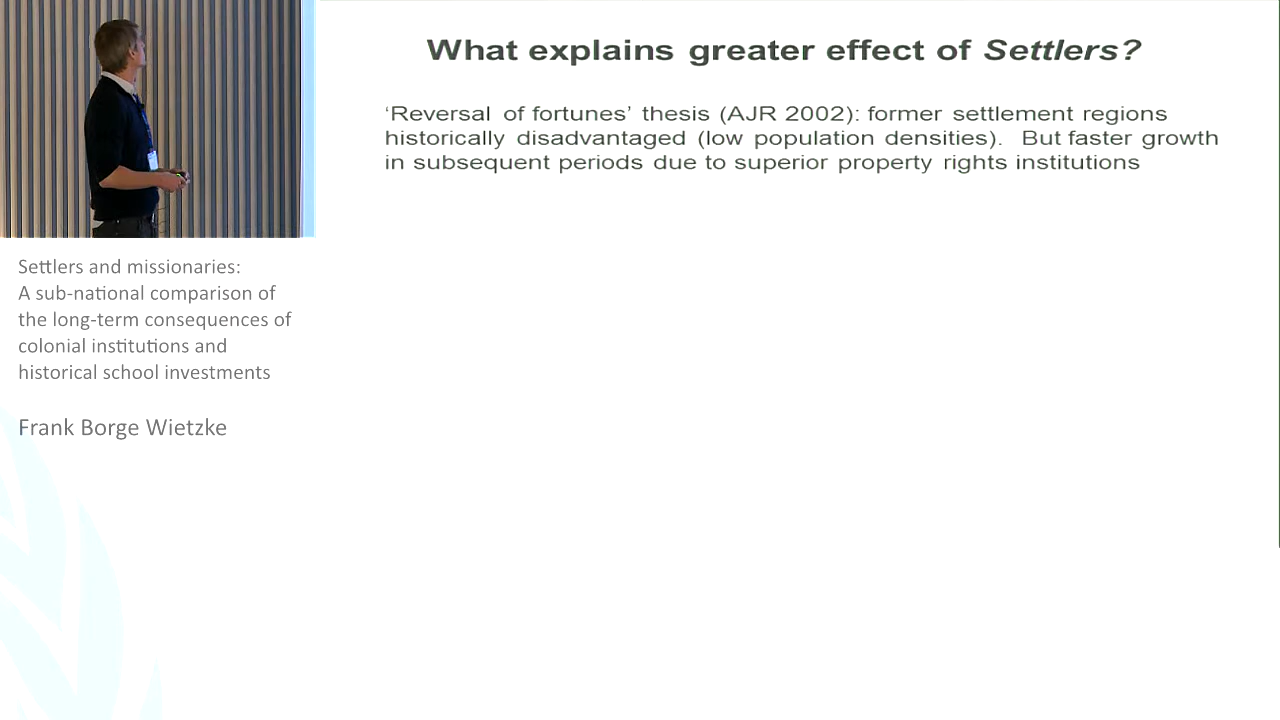 What explains greater effect of Settlers?
‘Reversal of fortunes’ thesis (AJR 2002): former settlement regions
historically disadvantaged (low population densities). But faster growth
in subsequent periods due to superior property rights institutions
Settlers and missionaries:
A sub-national comparison of
the long-term consequences of
colonial institutions and
historical school investments
Frank Borge Wietzke